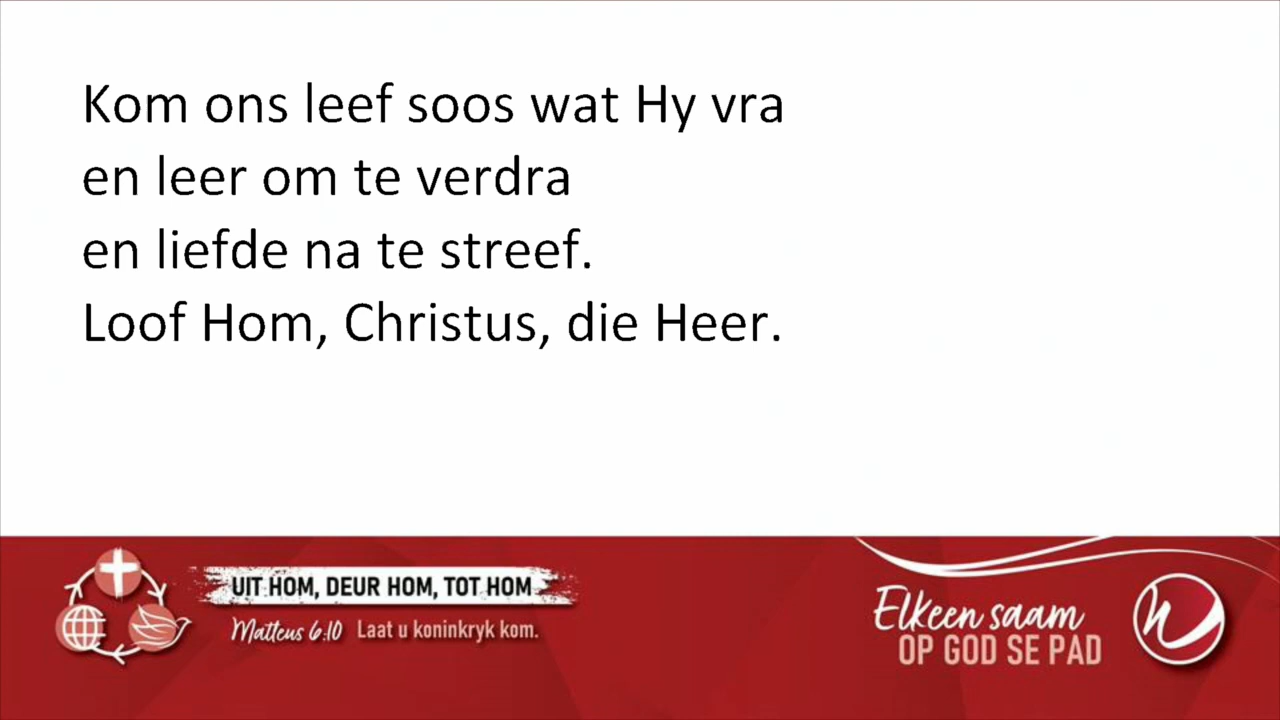 Kom ons leef soos wat Hy vra
en leer om te verdra
en liefde na te streef.
Loof Hom, Christus, die Heer.
UIT HOM, DEUR HOM, TOT HOM
Matteus 6:10 Laat u koninkryk kom.
Elkeen saam
OP GOD SE PAD